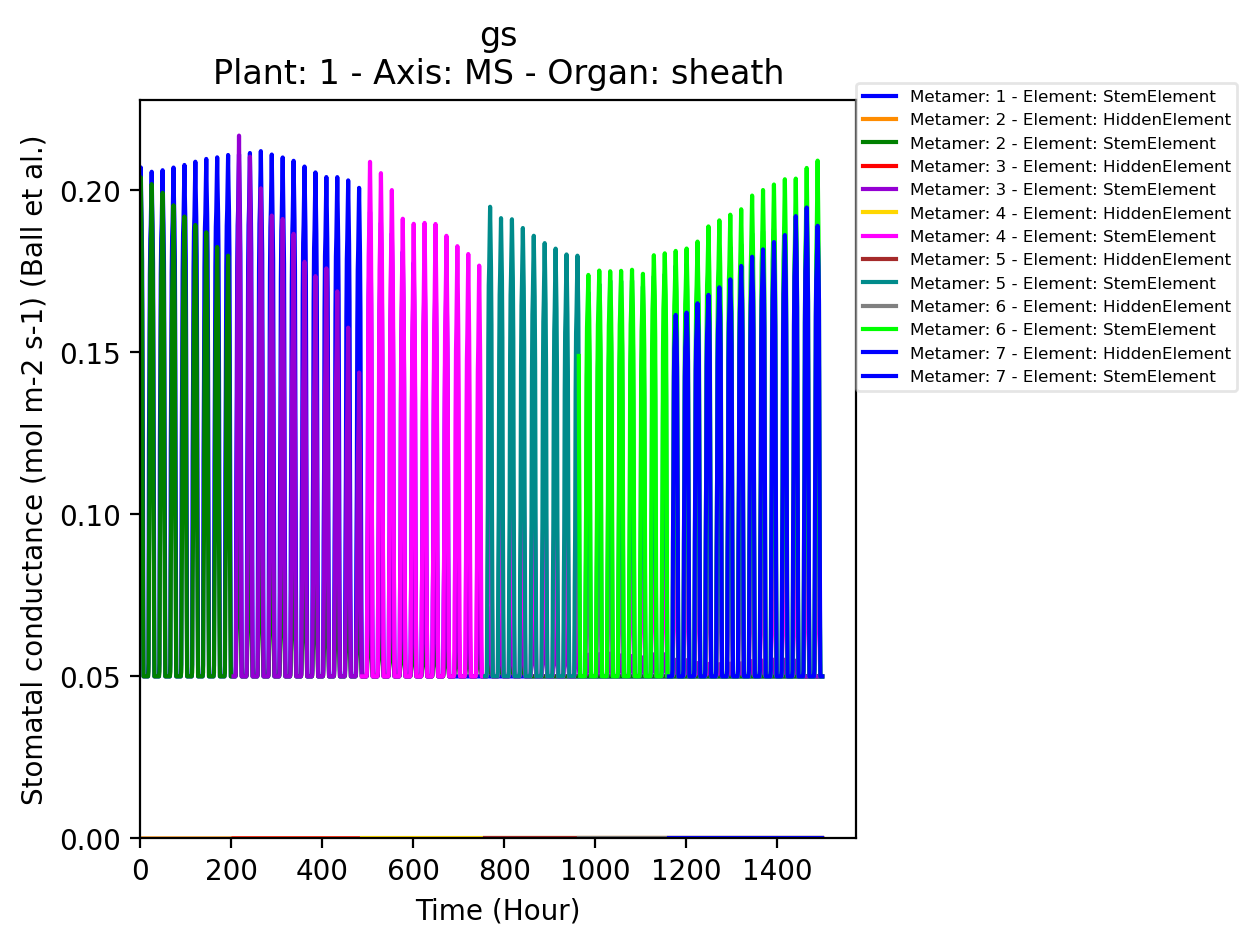 gs
Plant: 1 - Axis: MS - Organ: sheath
Stomatal conductance (mol m-2 s-1) (Ball et al.)
0.20
0.15
0.10
0.05
0.00
0 200 400 600 800 1000 1200 1400
Time (Hour)
Metamer: 1 - Element: StemElement
Metamer: 2 - Element: HiddenElement
Metamer: 2 - Element: StemElement
Metamer: 3 - Element: HiddenElement
Metamer: 3 - Element: StemElement
Metamer: 4 - Element: HiddenElement
Metamer: 4 - Element: StemElement
Metamer: 5 - Element: HiddenElement
Metamer: 5 - Element: StemElement
Metamer: 6 - Element: HiddenElement
Metamer: 6 - Element: StemElement
Metamer: 7 - Element: HiddenElement
Metamer: 7 - Element: StemElement